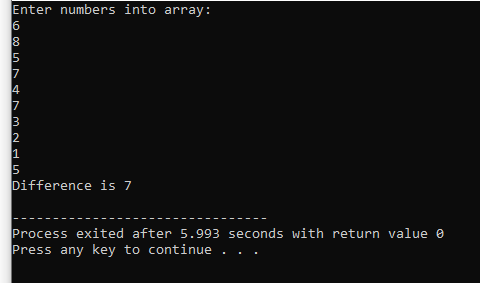 Enter numbers into array:
6
8
5
7
4
7
3
2
1
5
Difference is 7
--------------------------------
Process exited after 5.993 seconds with return value 0
Press any key to continue . . .